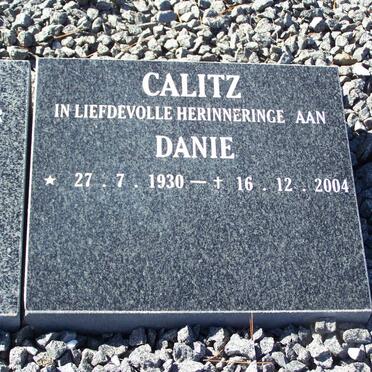 CALITZ
IN LIEFDEVOLLE HERINNERINGE AAN
DANIE
★ 27 . 7 . 1930 — † 16 . 12 . 2004